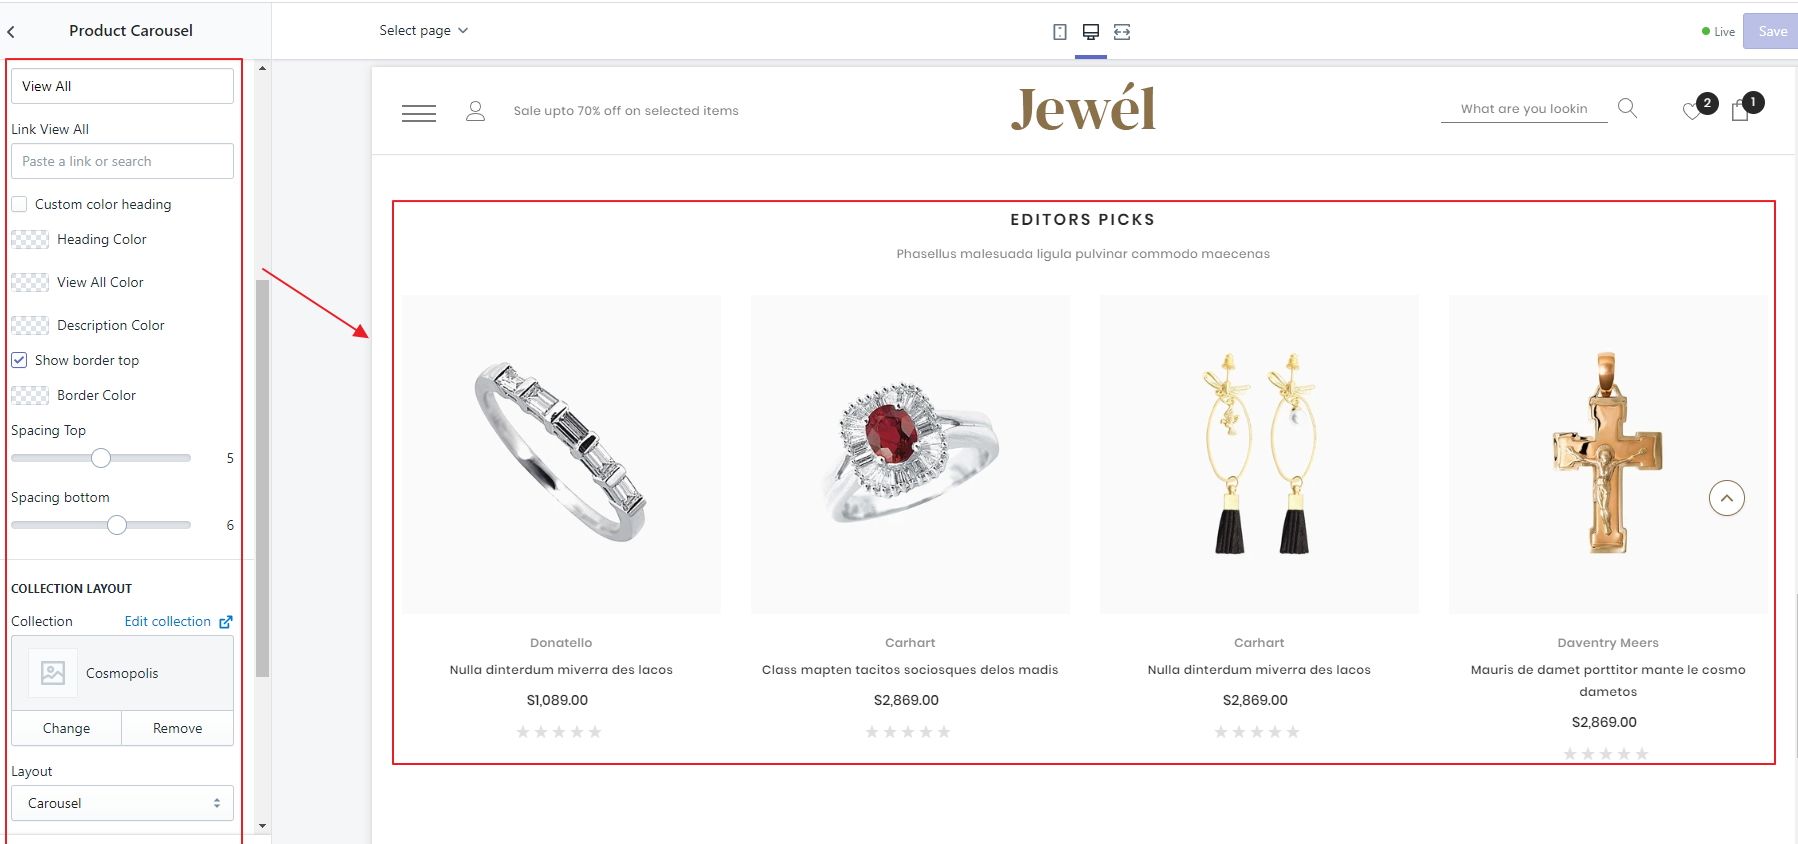 Product Carousel
Select page
Live
Save
View All
Link View All
Paste a link or search
Custom color heading
Heading Color
View All Color
Description Color
Show border top
Border Color
Spacing Top
5
Spacing bottom
6
COLLECTION LAYOUT
Collection Edit collection
Cosmopolis
Change Remove
Layout
Carousel
Sale upto 70% off on selected items
Jewél
What are you lookin
2
1
EDITORS PICKS
Phasellus malesuada ligula pulvinar commodo maecenas
Donatello
Nulla dinterdum miverra des lacos
$1,089.00
Carhart
Class mapten tacitos sociosques delos madis
$2,869.00
Carhart
Nulla dinterdum miverra des lacos
$2,869.00
Daventry Meers
Mauris de damet porttitor mante le cosmo
dametos
$2,869.00